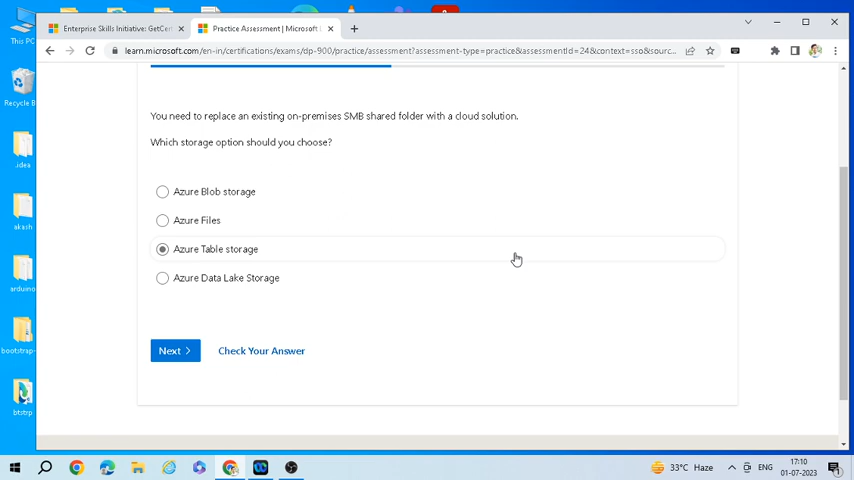 This PC
Enterprise Skills Initiative: GetCert
Practice Assessment | Microsoft
learn.microsoft.com/en-in/certifications/exams/dp-900/practice/assessment?assessment-type=practice&assessmentId=24&context=sso&sourc...
Recycle B
.idea
akash
arduino
bootstrap-
btstrp
You need to replace an existing on-premises SMB shared folder with a cloud solution.
Which storage option should you choose?
Azure Blob storage
Azure Files
Azure Table storage
Azure Data Lake Storage
Next
Check Your Answer
33°C Haze
ENG
17:10
01-07-2023
1